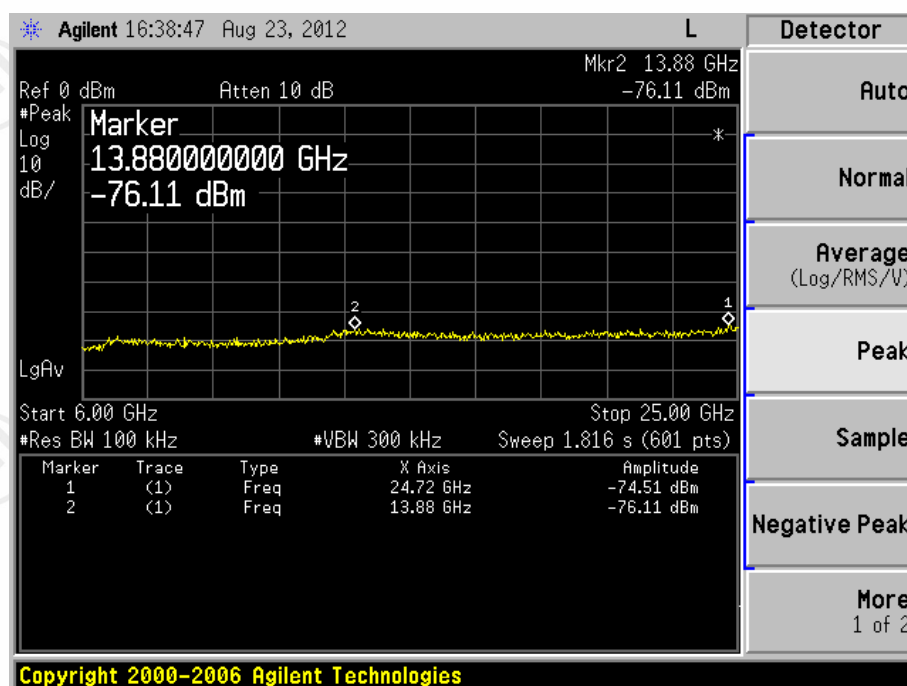 Agilent 16:38:47 Aug 23, 2012 L
Mkr2 13.88 GHz
Ref 0 dBm Atten 10 dB -76.11 dBm
#Peak
Log
10
dB/
Marker
13.880000000 GHz
-76.11 dBm
*
2
1
LgAv
Start 6.00 GHz Stop 25.00 GHz
#Res BW 100 kHz #VBW 300 kHz Sweep 1.816 s (601 pts)
Marker Trace Type X Axis Amplitude
1 (1) Freq 24.72 GHz -74.51 dBm
2 (1) Freq 13.88 GHz -76.11 dBm
Detector
Auto
Normal
Average
(Log/RMS/V)
Peak
Sample
Negative Peak
More
1 of 2
Copyright 2000-2006 Agilent Technologies